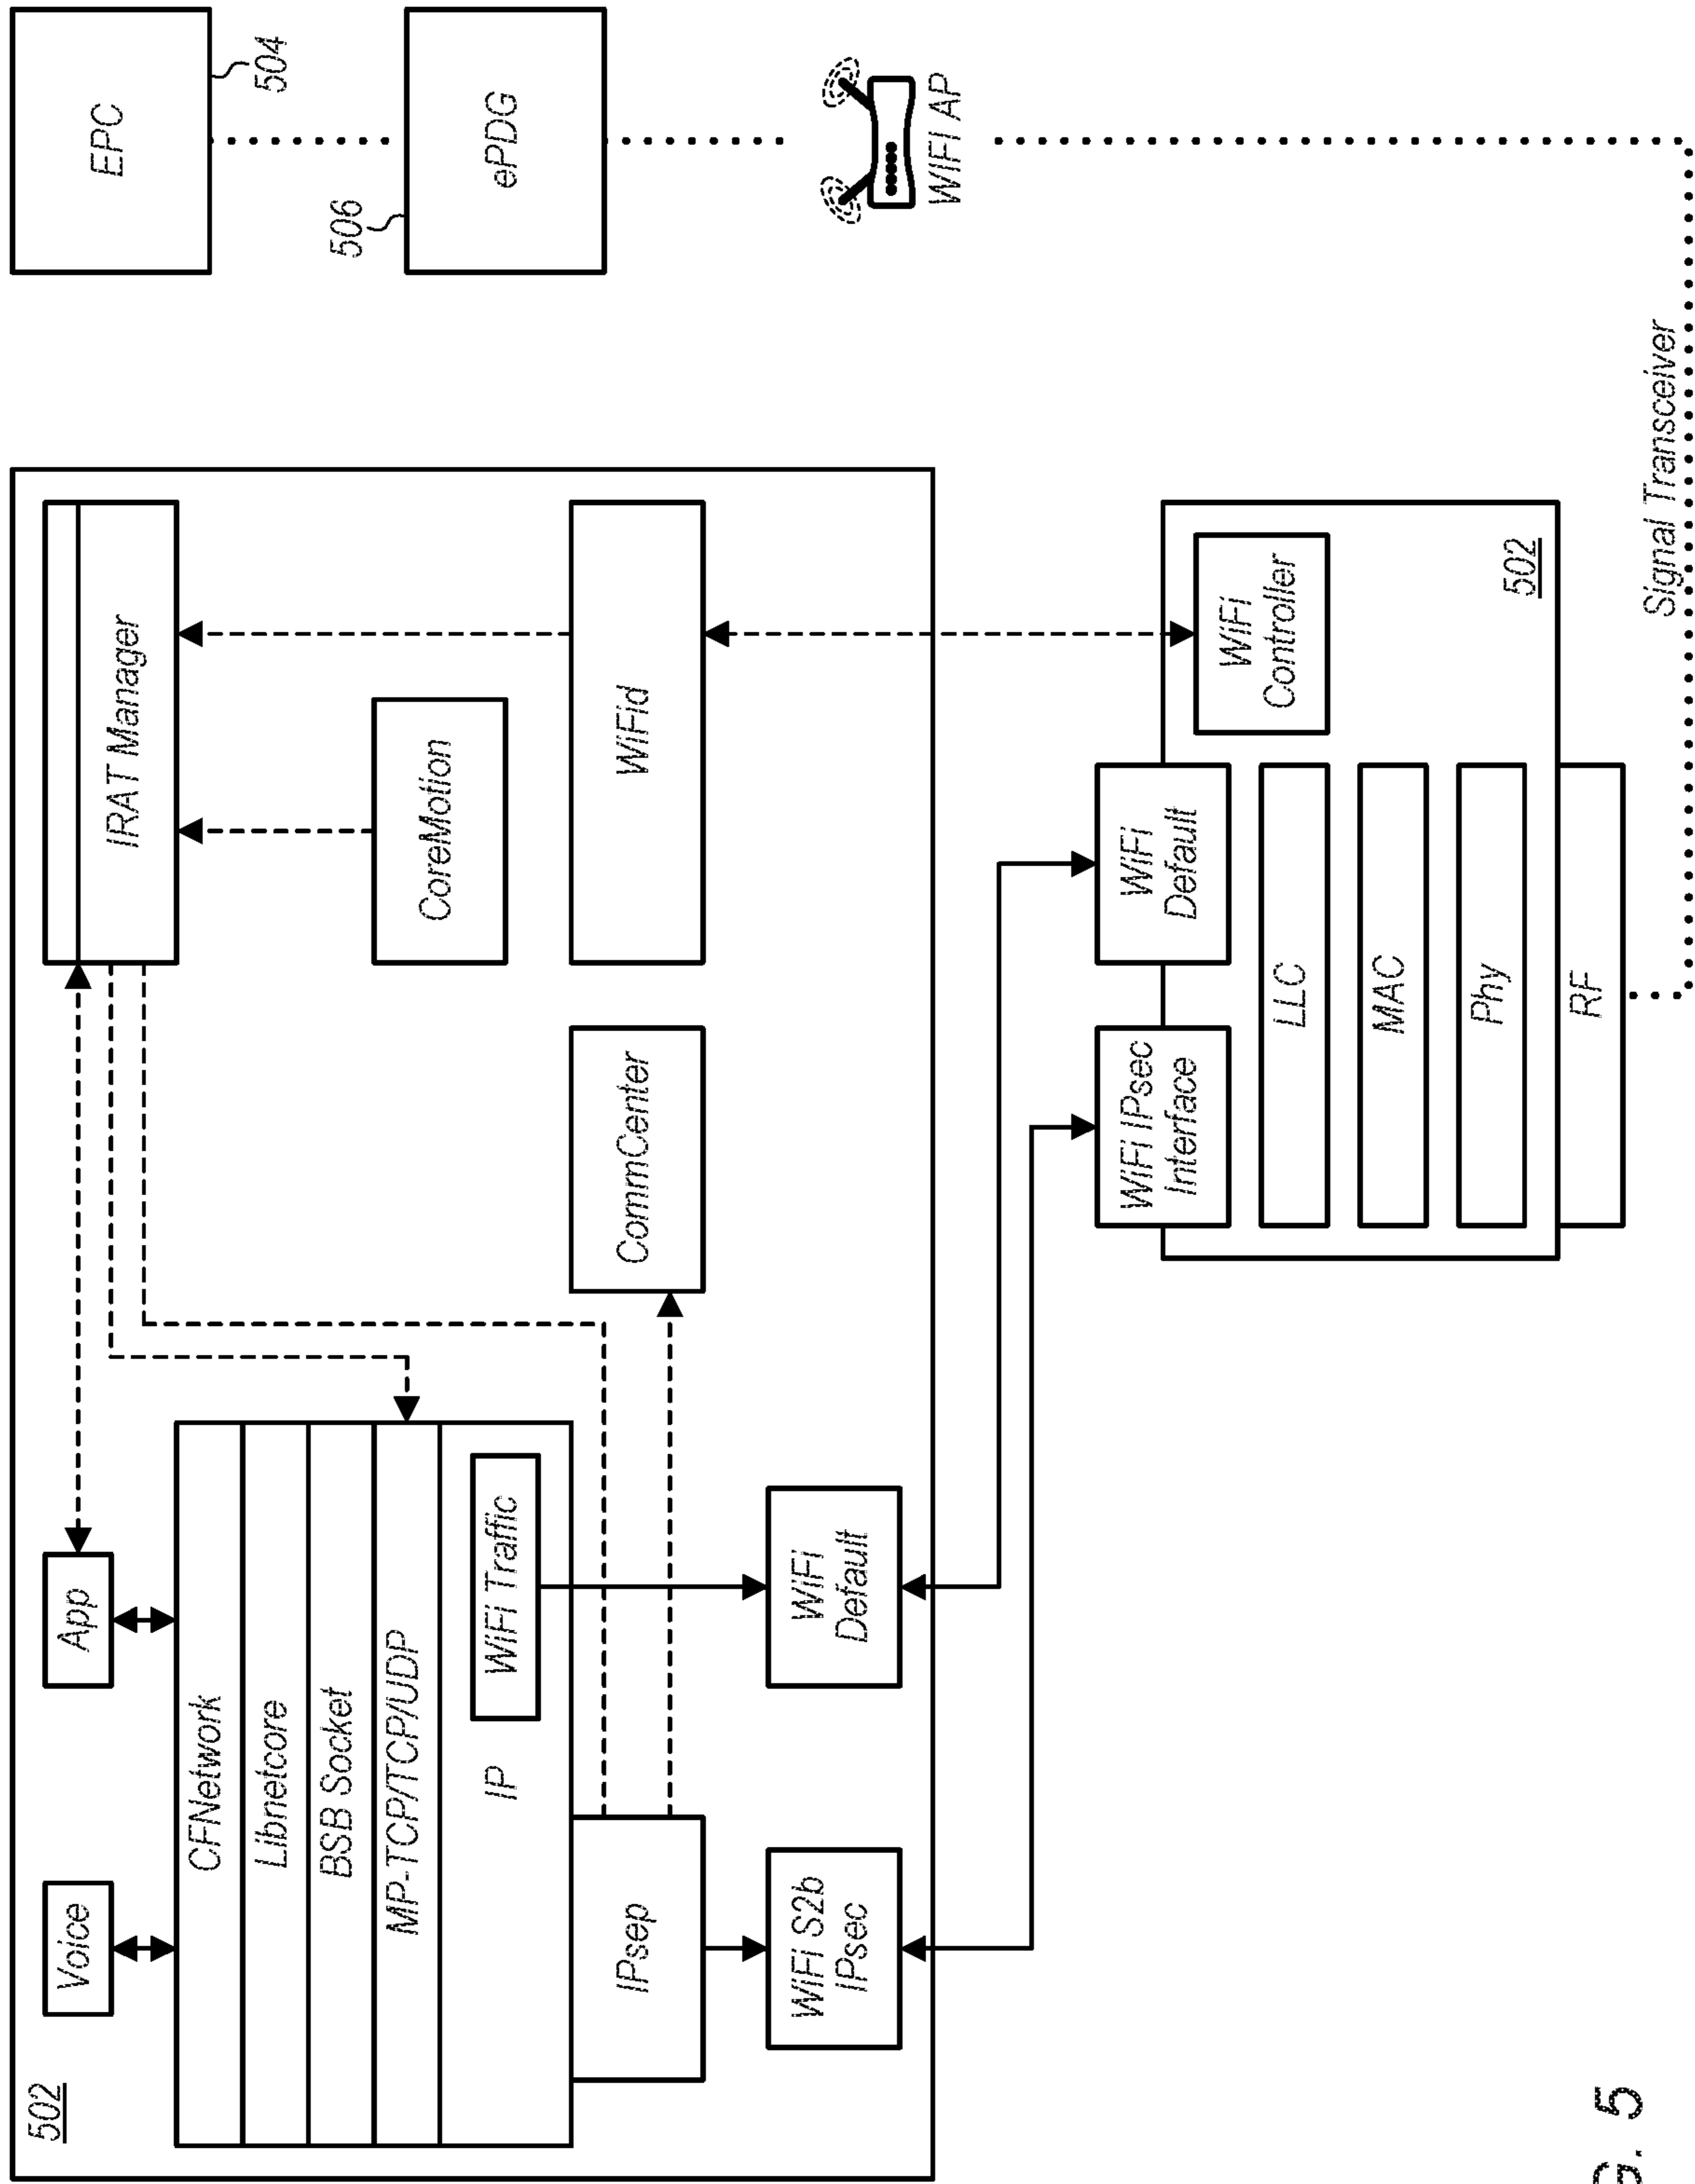 502
Voice
App
CFNetwork
Libnetcore
BSB Socket
MP-TCP/TCP/UDP
IP
WiFi Traffic
IPsep
WiFi S2b
IPsec
WiFi
Default
IRAT Manager
CoreMotion
CommCenter
WiFid
EPC
504
506
ePDG
WIFI AP
WiFi IPsec
Interface
WiFi
Default
WiFi
Controller
LLC
MAC
Phy
RF
502
Signal Transceiver
G. 5